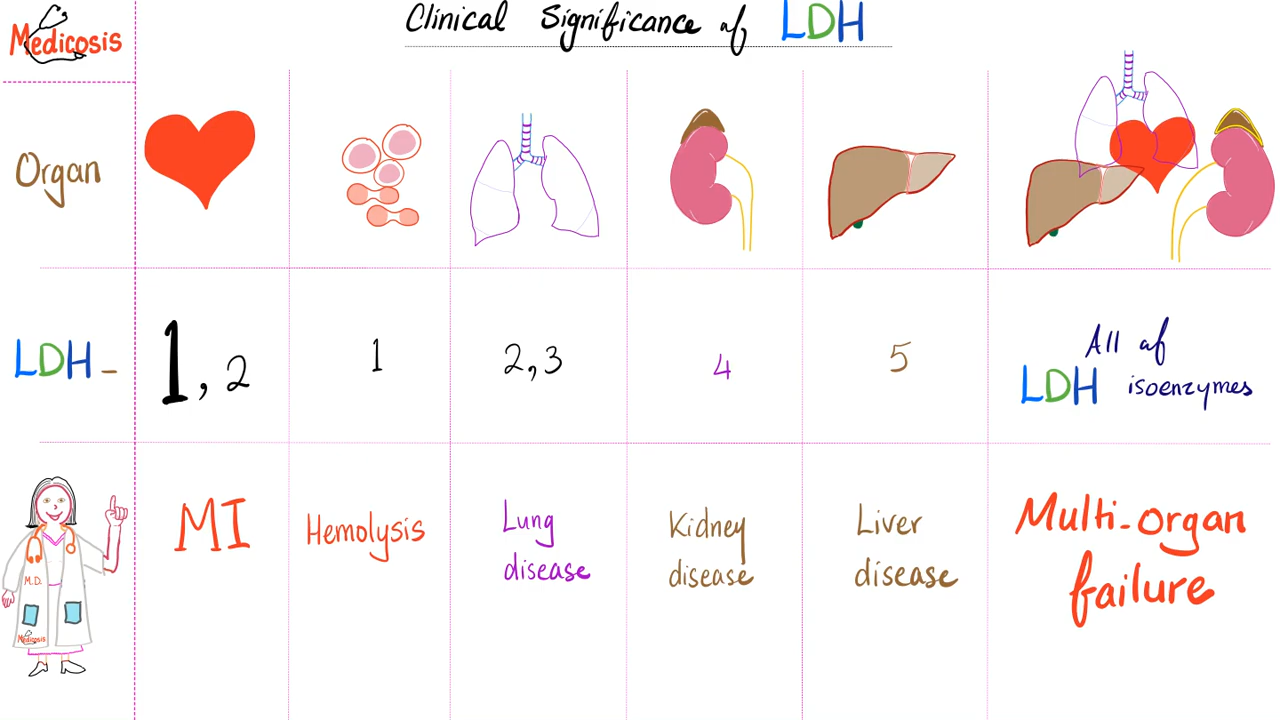 Medicosis
Clinical Significance of LDH
Organ
LDH -
1, 2
1
2,3
4
5
All of
LDH isoenzymes
MI
Hemolysis
Lung
disease
Kidney
disease
Liver
disease
Multi-organ
failure
M.D.
Medicosis